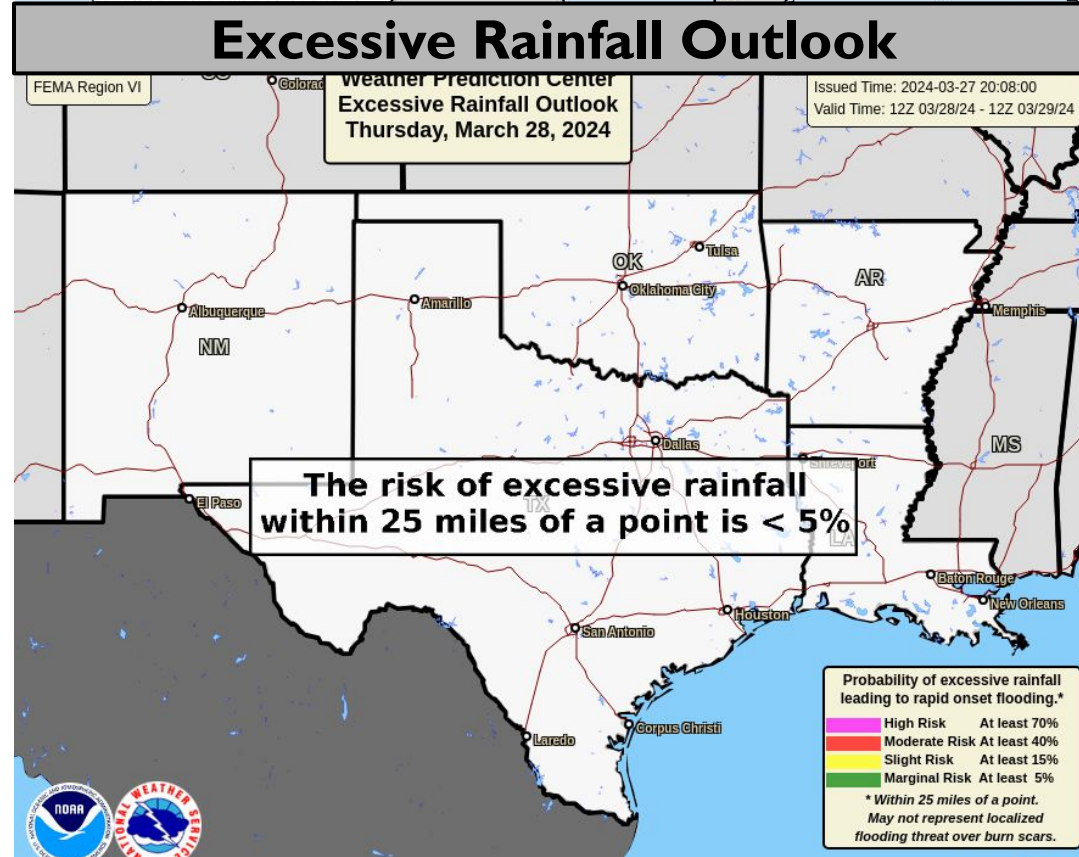 Excessive Rainfall Outlook
FEMA Region VI
Weather Prediction Center
Excessive Rainfall Outlook
Thursday, March 28, 2024
Issued Time: 2024-03-27 20:08:00
Valid Time: 12Z 03/28/24 - 12Z 03/29/24
Tulsa
OK
AR
Oklahoma City
Amarillo
Albuquerque
Memphis
NM
Dallas
MS
Shreveport
The risk of excessive rainfall
TX
El Paso
within 25 miles of a point is < 5%
LA
Baton Rouge
New Orleans
Houston
San Antonio
Corpus Christi
Laredo
Probability of excessive rainfall
leading to rapid onset flooding.*
High Risk At least 70%
Moderate Risk At least 40%
Slight Risk At least 15%
Marginal Risk At least 5%
* Within 25 miles of a point.
May not represent localized
flooding threat over burn scars.
NOAA
NATIONAL WEATHER SERVICE